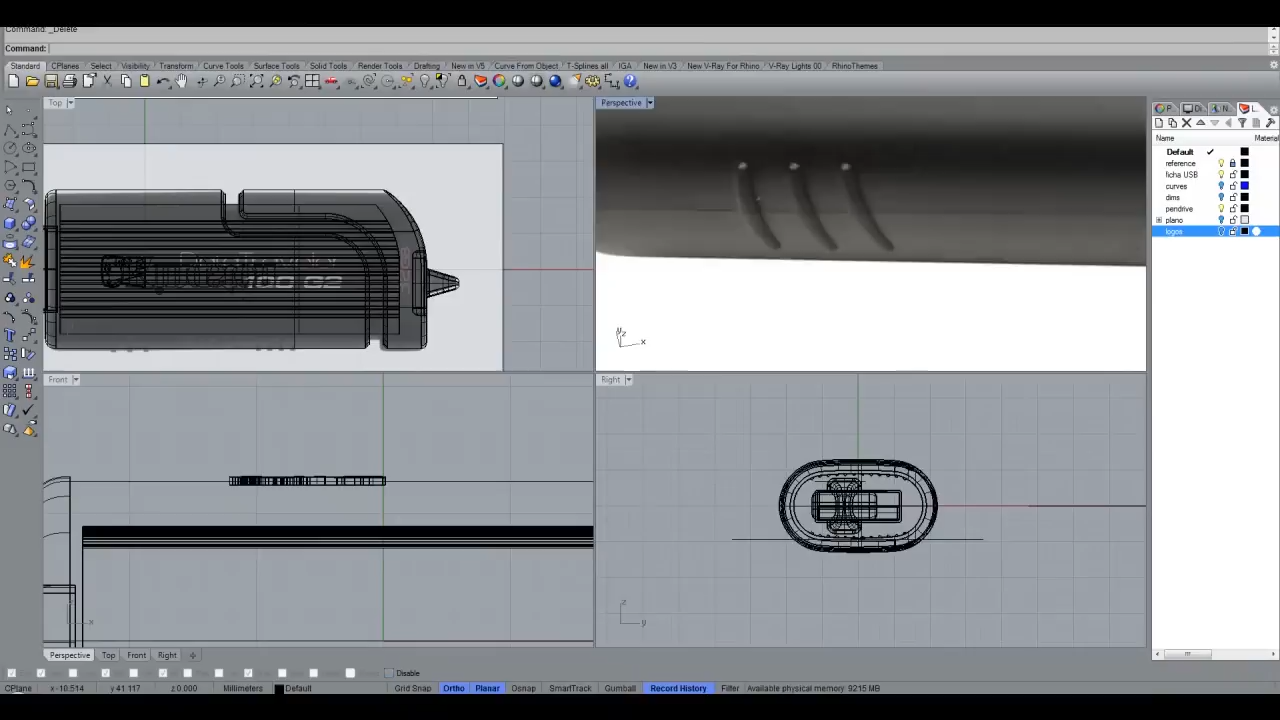 Command: _Delete
Command:
Standard CPlanes Select Visibility Transform Curve Tools Surface Tools Solid Tools Render Tools Drafting New in V5 Curve From Object T-Splines all IGA New in V3 New V-Ray For Rhino V-Ray Lights 00 RhinoThemes
Top
Perspective
Name Material
Default
reference
ficha USB
curves
dims
pendrive
plano
logos
100 G2
z x
Front
Right
x
z y
Perspective Top Front Right
Disable
CPlane x -10.514 y 41.117 z 0.000 Millimeters Default Grid Snap Ortho Planar Osnap SmartTrack Gumball Record History Filter Available physical memory 9215 MB